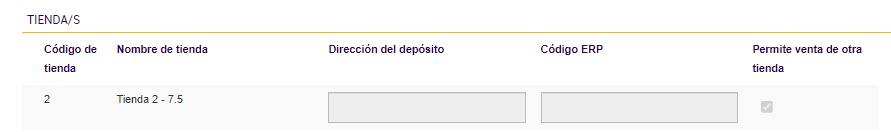 TIENDA/S
Código de tienda Nombre de tienda Dirección del depósito Código ERP Permite venta de otra tienda
2 Tienda 2 - 7.5